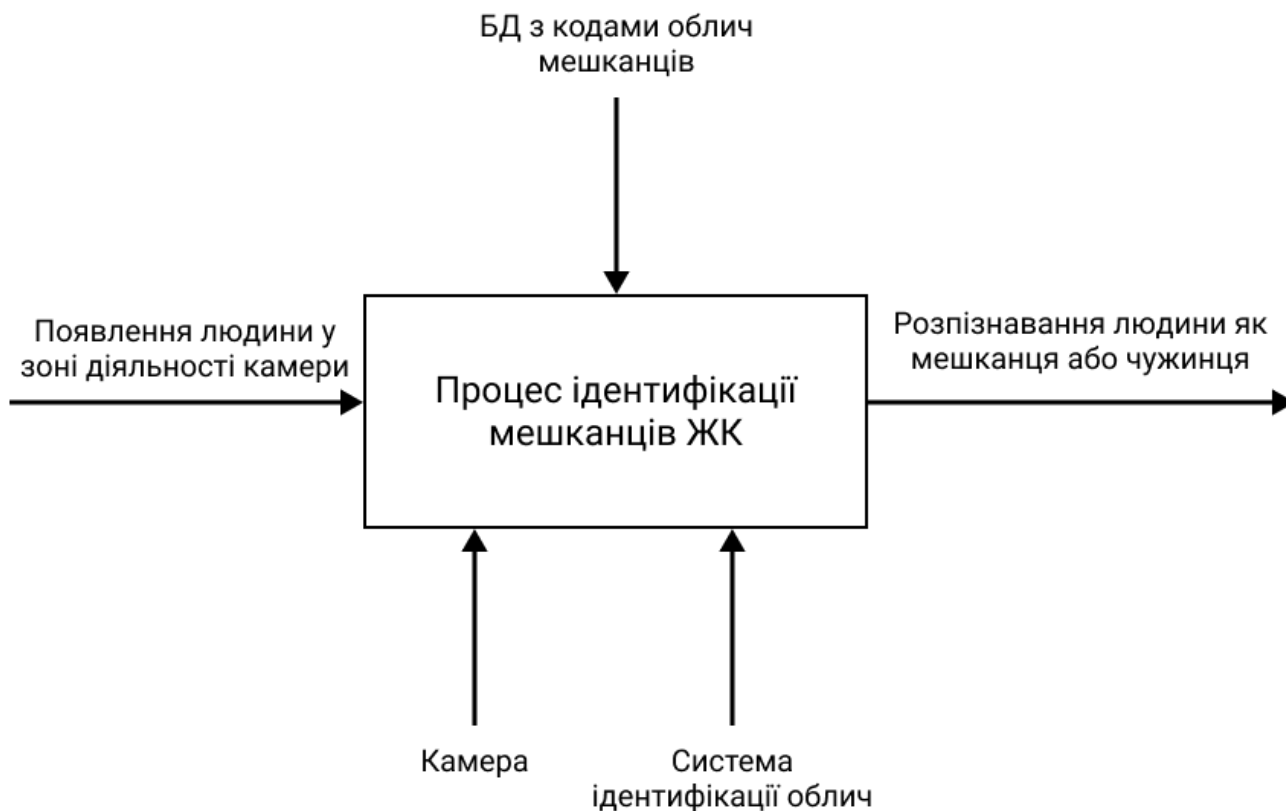 БД з кодами облич
мешканців
Появлення людини у
зоні діяльності камери
Процес ідентифікації
мешканців ЖК
Розпізнавання людини як
мешканця або чужинця
Камера
Система
ідентифікації облич